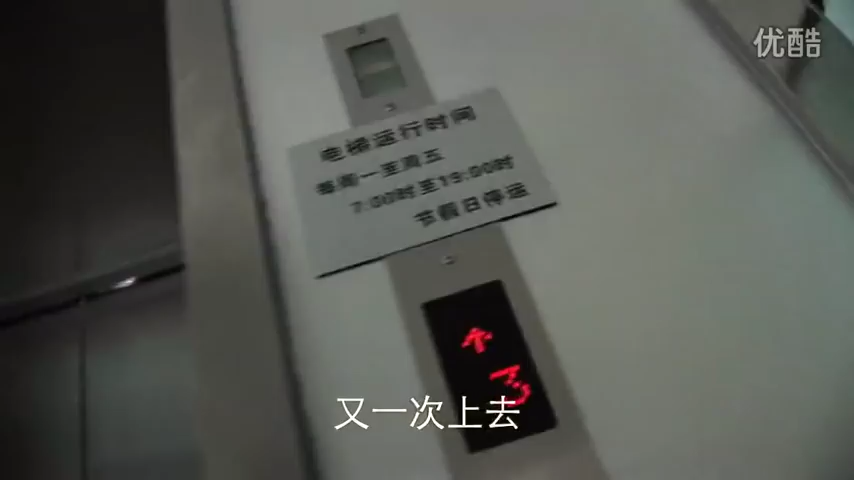 优酷
电梯运行时间
每周一至周五
7:00时至19:00时
节假日停运
3
又一次上去